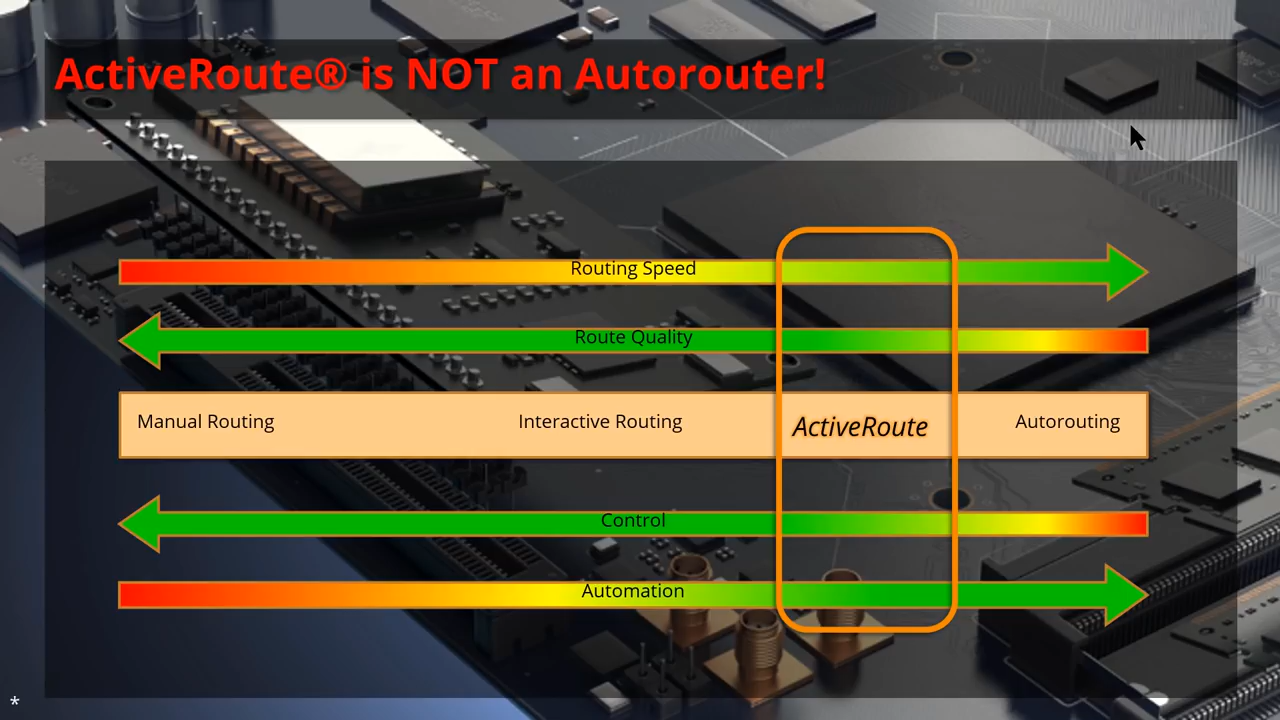 ActiveRoute® is NOT an Autorouter!
Routing Speed
Route Quality
Manual Routing Interactive Routing ActiveRoute Autorouting
Control
Automation
*